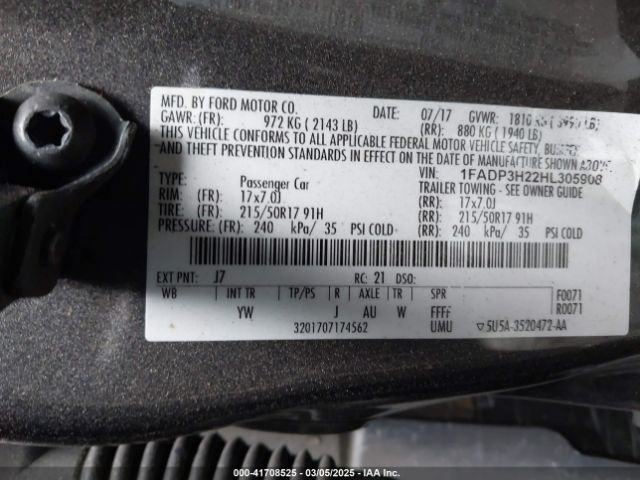 MFD. BY FORD MOTOR CO. DATE: 07/17 GVWR: 1810 KG ( LB)
GAWR: (FR): 972 KG ( 2143 LB) (RR): 880 KG ( 1940 LB)
THIS VEHICLE CONFORMS TO ALL APPLICABLE FEDERAL MOTOR VEHICLE SAFETY,
AND THEFT PREVENTION STANDARDS IN EFFECT ON THE DATE OF MANUFACTURE SHOWN ABOVE.
VIN: 1FADP3H22HL305908
TYPE: Passenger Car TRAILER TOWING - SEE OWNER GUIDE
RIM: (FR): 17x7.0J (RR): 17x7.0J
TIRE: (FR): 215/50R17 91H (RR): 215/50R17 91H
PRESSURE: (FR): 240 kPa/ 35 PSI COLD (RR): 240 kPa/ 35 PSI COLD
EXT PNT: J7 RC: 21 DSO:
WB INT TR TP/PS R AXLE TR SPR F0071
YW J AU W FFFF R0071
3201707174562 UMU ▽5U5A-3520472-AA
000-41708525 - 03/05/2025 - IAA Inc.